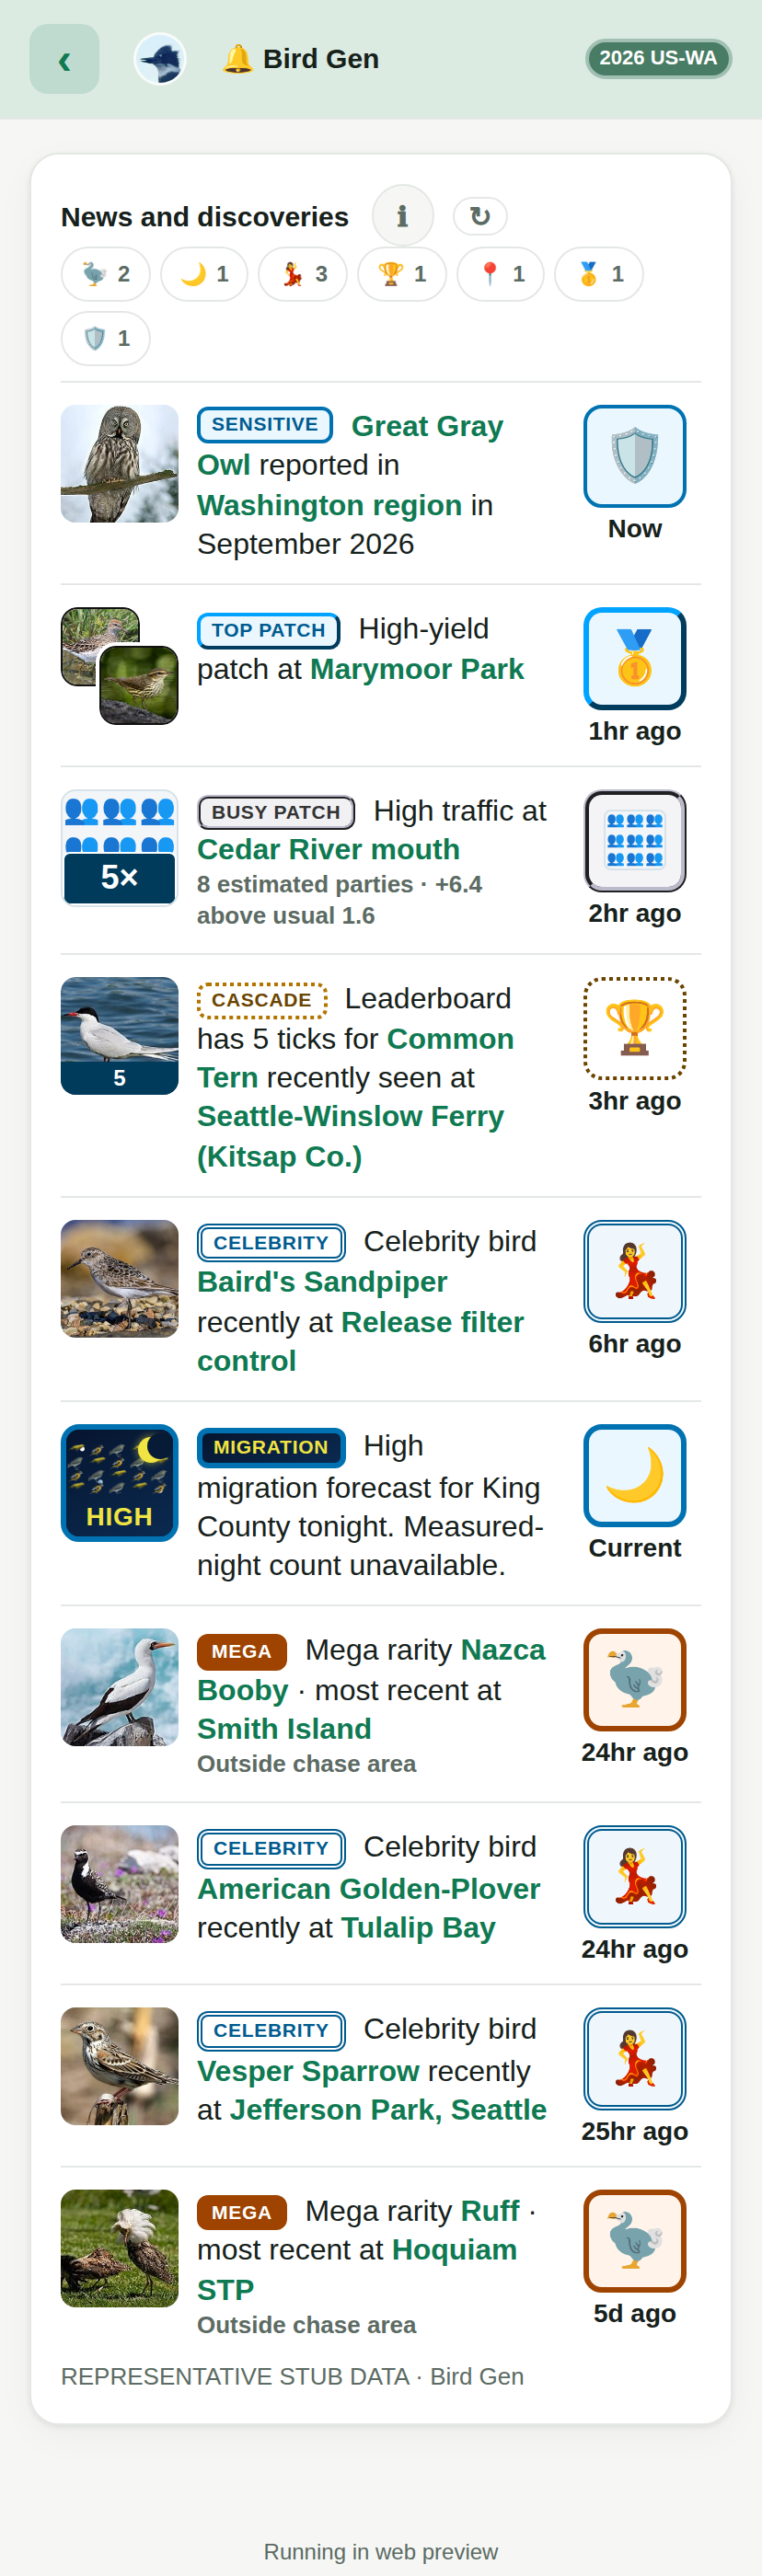 ‹ 🔔 Bird Gen 2026 US-WA
News and discoveries ℹ ↻
🦤 2 🌙 1 💃 3 🏆 1 📍 1 🥇 1
🛡️ 1
SENSITIVE Great Gray
Owl reported in
Washington region in
September 2026
Now
TOP PATCH High-yield
patch at Marymoor Park
1hr ago
5×
BUSY PATCH High traffic at
Cedar River mouth
8 estimated parties · +6.4
above usual 1.6
2hr ago
5
CASCADE Leaderboard
has 5 ticks for Common
Tern recently seen at
Seattle-Winslow Ferry
(Kitsap Co.)
3hr ago
CELEBRITY Celebrity bird
Baird's Sandpiper
recently at Release filter
control
6hr ago
HIGH
MIGRATION High
migration forecast for King
County tonight. Measured-
night count unavailable.
Current
MEGA Mega rarity Nazca
Booby · most recent at
Smith Island
Outside chase area
24hr ago
CELEBRITY Celebrity bird
American Golden-Plover
recently at Tulalip Bay
24hr ago
CELEBRITY Celebrity bird
Vesper Sparrow recently
at Jefferson Park, Seattle
25hr ago
MEGA Mega rarity Ruff ·
most recent at Hoquiam
STP
Outside chase area
5d ago
REPRESENTATIVE STUB DATA · Bird Gen
Running in web preview